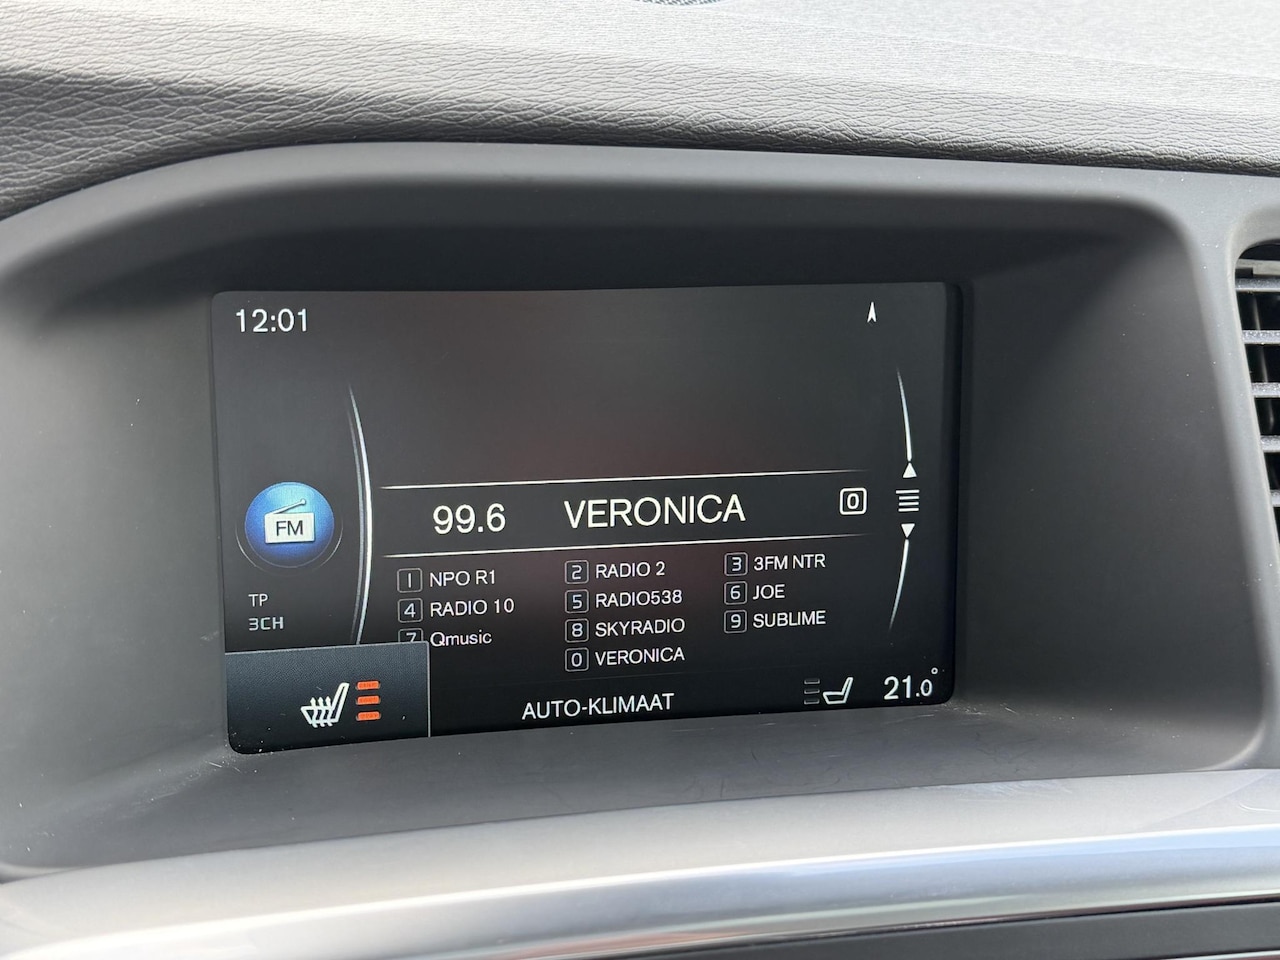 12:01
FM
99.6 VERONICA 0
1 NPO R1 2 RADIO 2 3 3FM NTR
4 RADIO 10 5 RADIO538 6 JOE
7 Qmusic 8 SKYRADIO 9 SUBLIME
0 VERONICA
TP
3CH
AUTO-KLIMAAT 21.0°